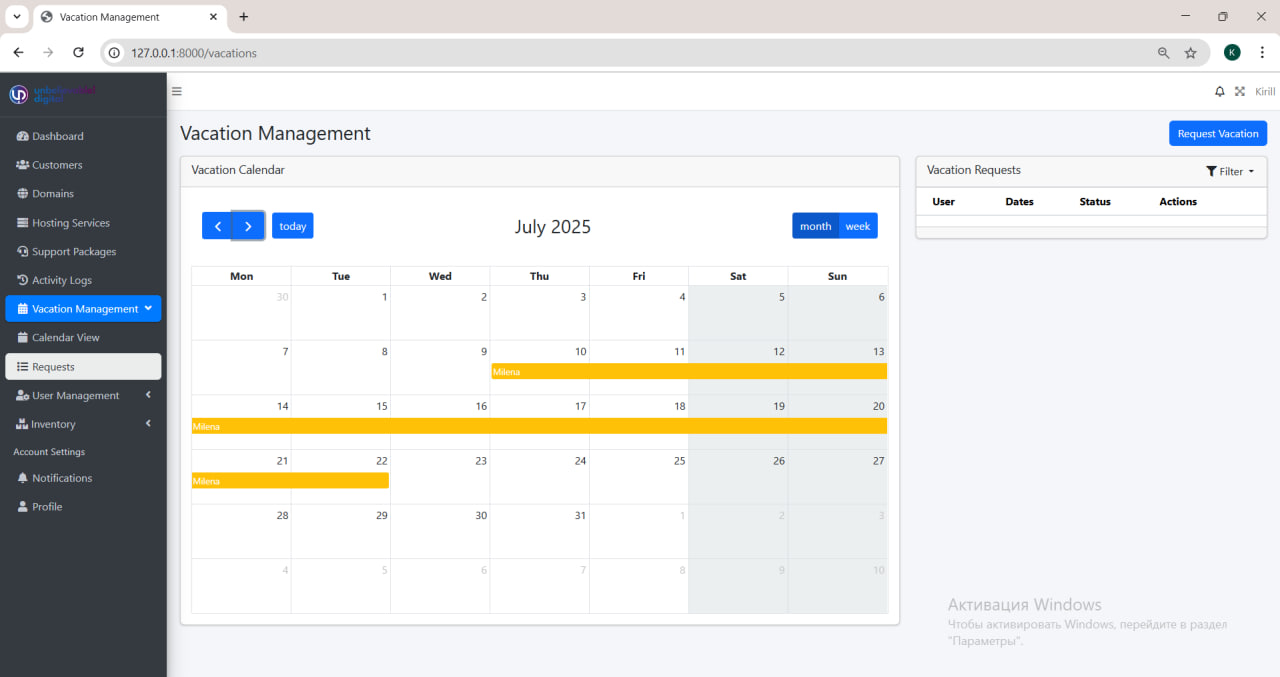 Vacation Management
127.0.0.1:8000/vacations
K
digital
Kirill
Dashboard
Customers
Domains
Hosting Services
Support Packages
Activity Logs
Vacation Management
Calendar View
Requests
User Management
Inventory
Account Settings
Notifications
Profile
Vacation Management
Request Vacation
Vacation Calendar
today
July 2025
month week
Mon Tue Wed Thu Fri Sat Sun
30 1 2 3 4 5 6
7 8 9 10 11 12 13
Milena
14 15 16 17 18 19 20
Milena
21 22 23 24 25 26 27
Milena
28 29 30 31 1 2 3
4 5 6 7 8 9 10
Vacation Requests
Filter
User Dates Status Actions
Активация Windows
Чтобы активировать Windows, перейдите в раздел
"Параметры".